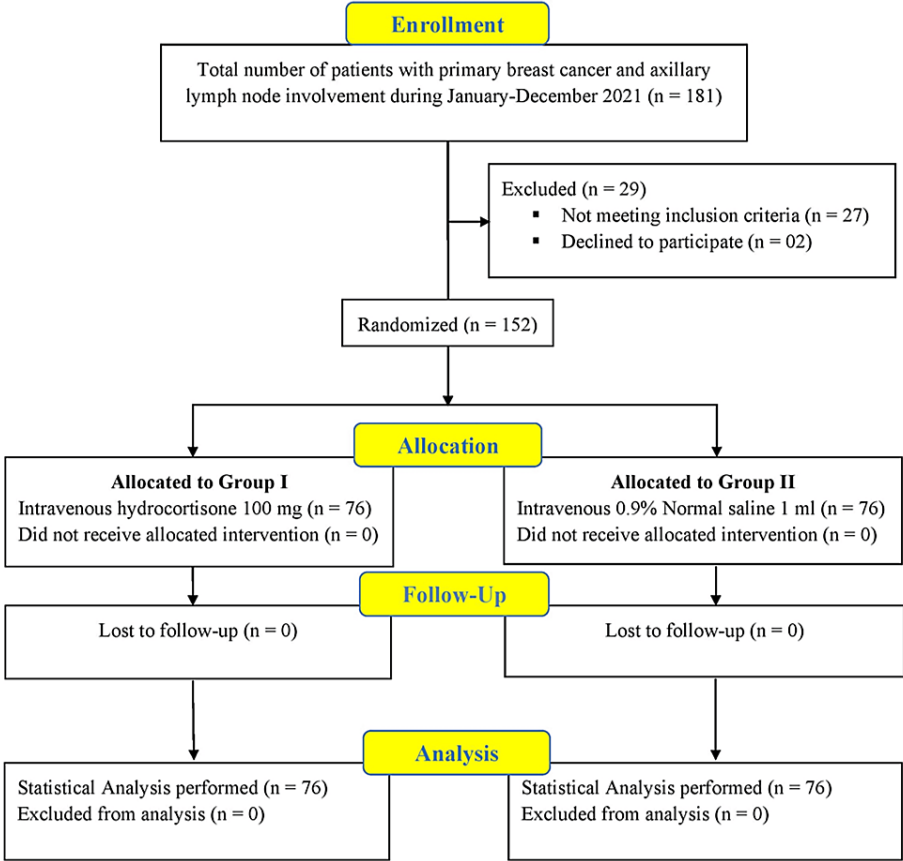 Enrollment
Total number of patients with primary breast cancer and axillary
lymph node involvement during January-December 2021 (n = 181)
Excluded (n = 29)
▪ Not meeting inclusion criteria (n = 27)
▪ Declined to participate (n = 02)
Randomized (n = 152)
Allocation
Allocated to Group I
Intravenous hydrocortisone 100 mg (n = 76)
Did not receive allocated intervention (n = 0)
Allocated to Group II
Intravenous 0.9% Normal saline 1 ml (n = 76)
Did not receive allocated intervention (n = 0)
Follow-Up
Lost to follow-up (n = 0)
Lost to follow-up (n = 0)
Analysis
Statistical Analysis performed (n = 76)
Excluded from analysis (n = 0)
Statistical Analysis performed (n = 76)
Excluded from analysis (n = 0)